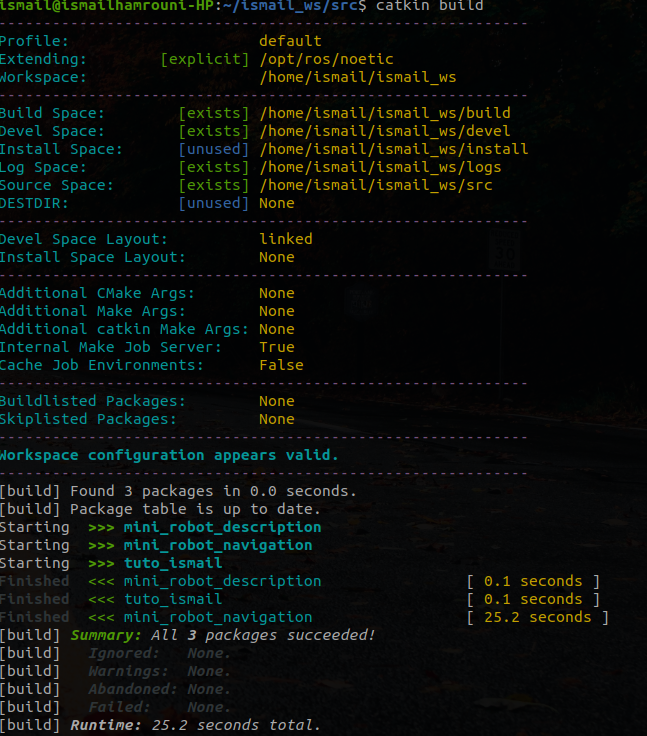 ismail@ismailhamrouni-HP:~/ismail_ws/src$ catkin build
-----------------------------------------------------------
Profile:                     default
Extending:        [explicit] /opt/ros/noetic
Workspace:                   /home/ismail/ismail_ws
-----------------------------------------------------------
Build Space:        [exists] /home/ismail/ismail_ws/build
Devel Space:        [exists] /home/ismail/ismail_ws/devel
Install Space:      [unused] /home/ismail/ismail_ws/install
Log Space:          [exists] /home/ismail/ismail_ws/logs
Source Space:       [exists] /home/ismail/ismail_ws/src
DESTDIR:            [unused] None
-----------------------------------------------------------
Devel Space Layout:          linked
Install Space Layout:        None
-----------------------------------------------------------
Additional CMake Args:       None
Additional Make Args:        None
Additional catkin Make Args: None
Internal Make Job Server:    True
Cache Job Environments:      False
-----------------------------------------------------------
Buildlisted Packages:        None
Skiplisted Packages:         None
-----------------------------------------------------------
Workspace configuration appears valid.
-----------------------------------------------------------
[build] Found 3 packages in 0.0 seconds.
[build] Package table is up to date.
Starting  >>> mini_robot_description
Starting  >>> mini_robot_navigation
Starting  >>> tuto_ismail
Finished  <<< mini_robot_description                [ 0.1 seconds ]
Finished  <<< tuto_ismail                           [ 0.1 seconds ]
Finished  <<< mini_robot_navigation                 [ 25.2 seconds ]
[build] Summary: All 3 packages succeeded!
[build]   Ignored:   None.
[build]   Warnings:  None.
[build]   Abandoned: None.
[build]   Failed:    None.
[build] Runtime: 25.2 seconds total.